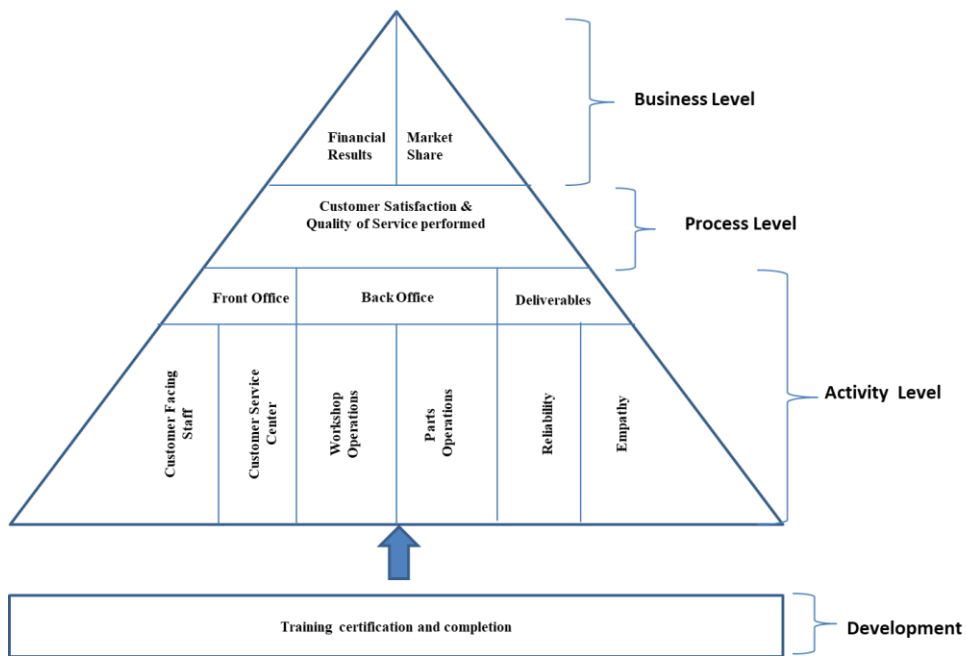 Business Level
Financial
Results
Market
Share
Customer Satisfaction &
Quality of Service performed
Process Level
Front Office
Back Office
Deliverables
Customer Facing
Staff
Customer Service
Center
Workshop
Operations
Parts
Operations
Reliability
Empathy
Activity Level
Training certification and completion
Development